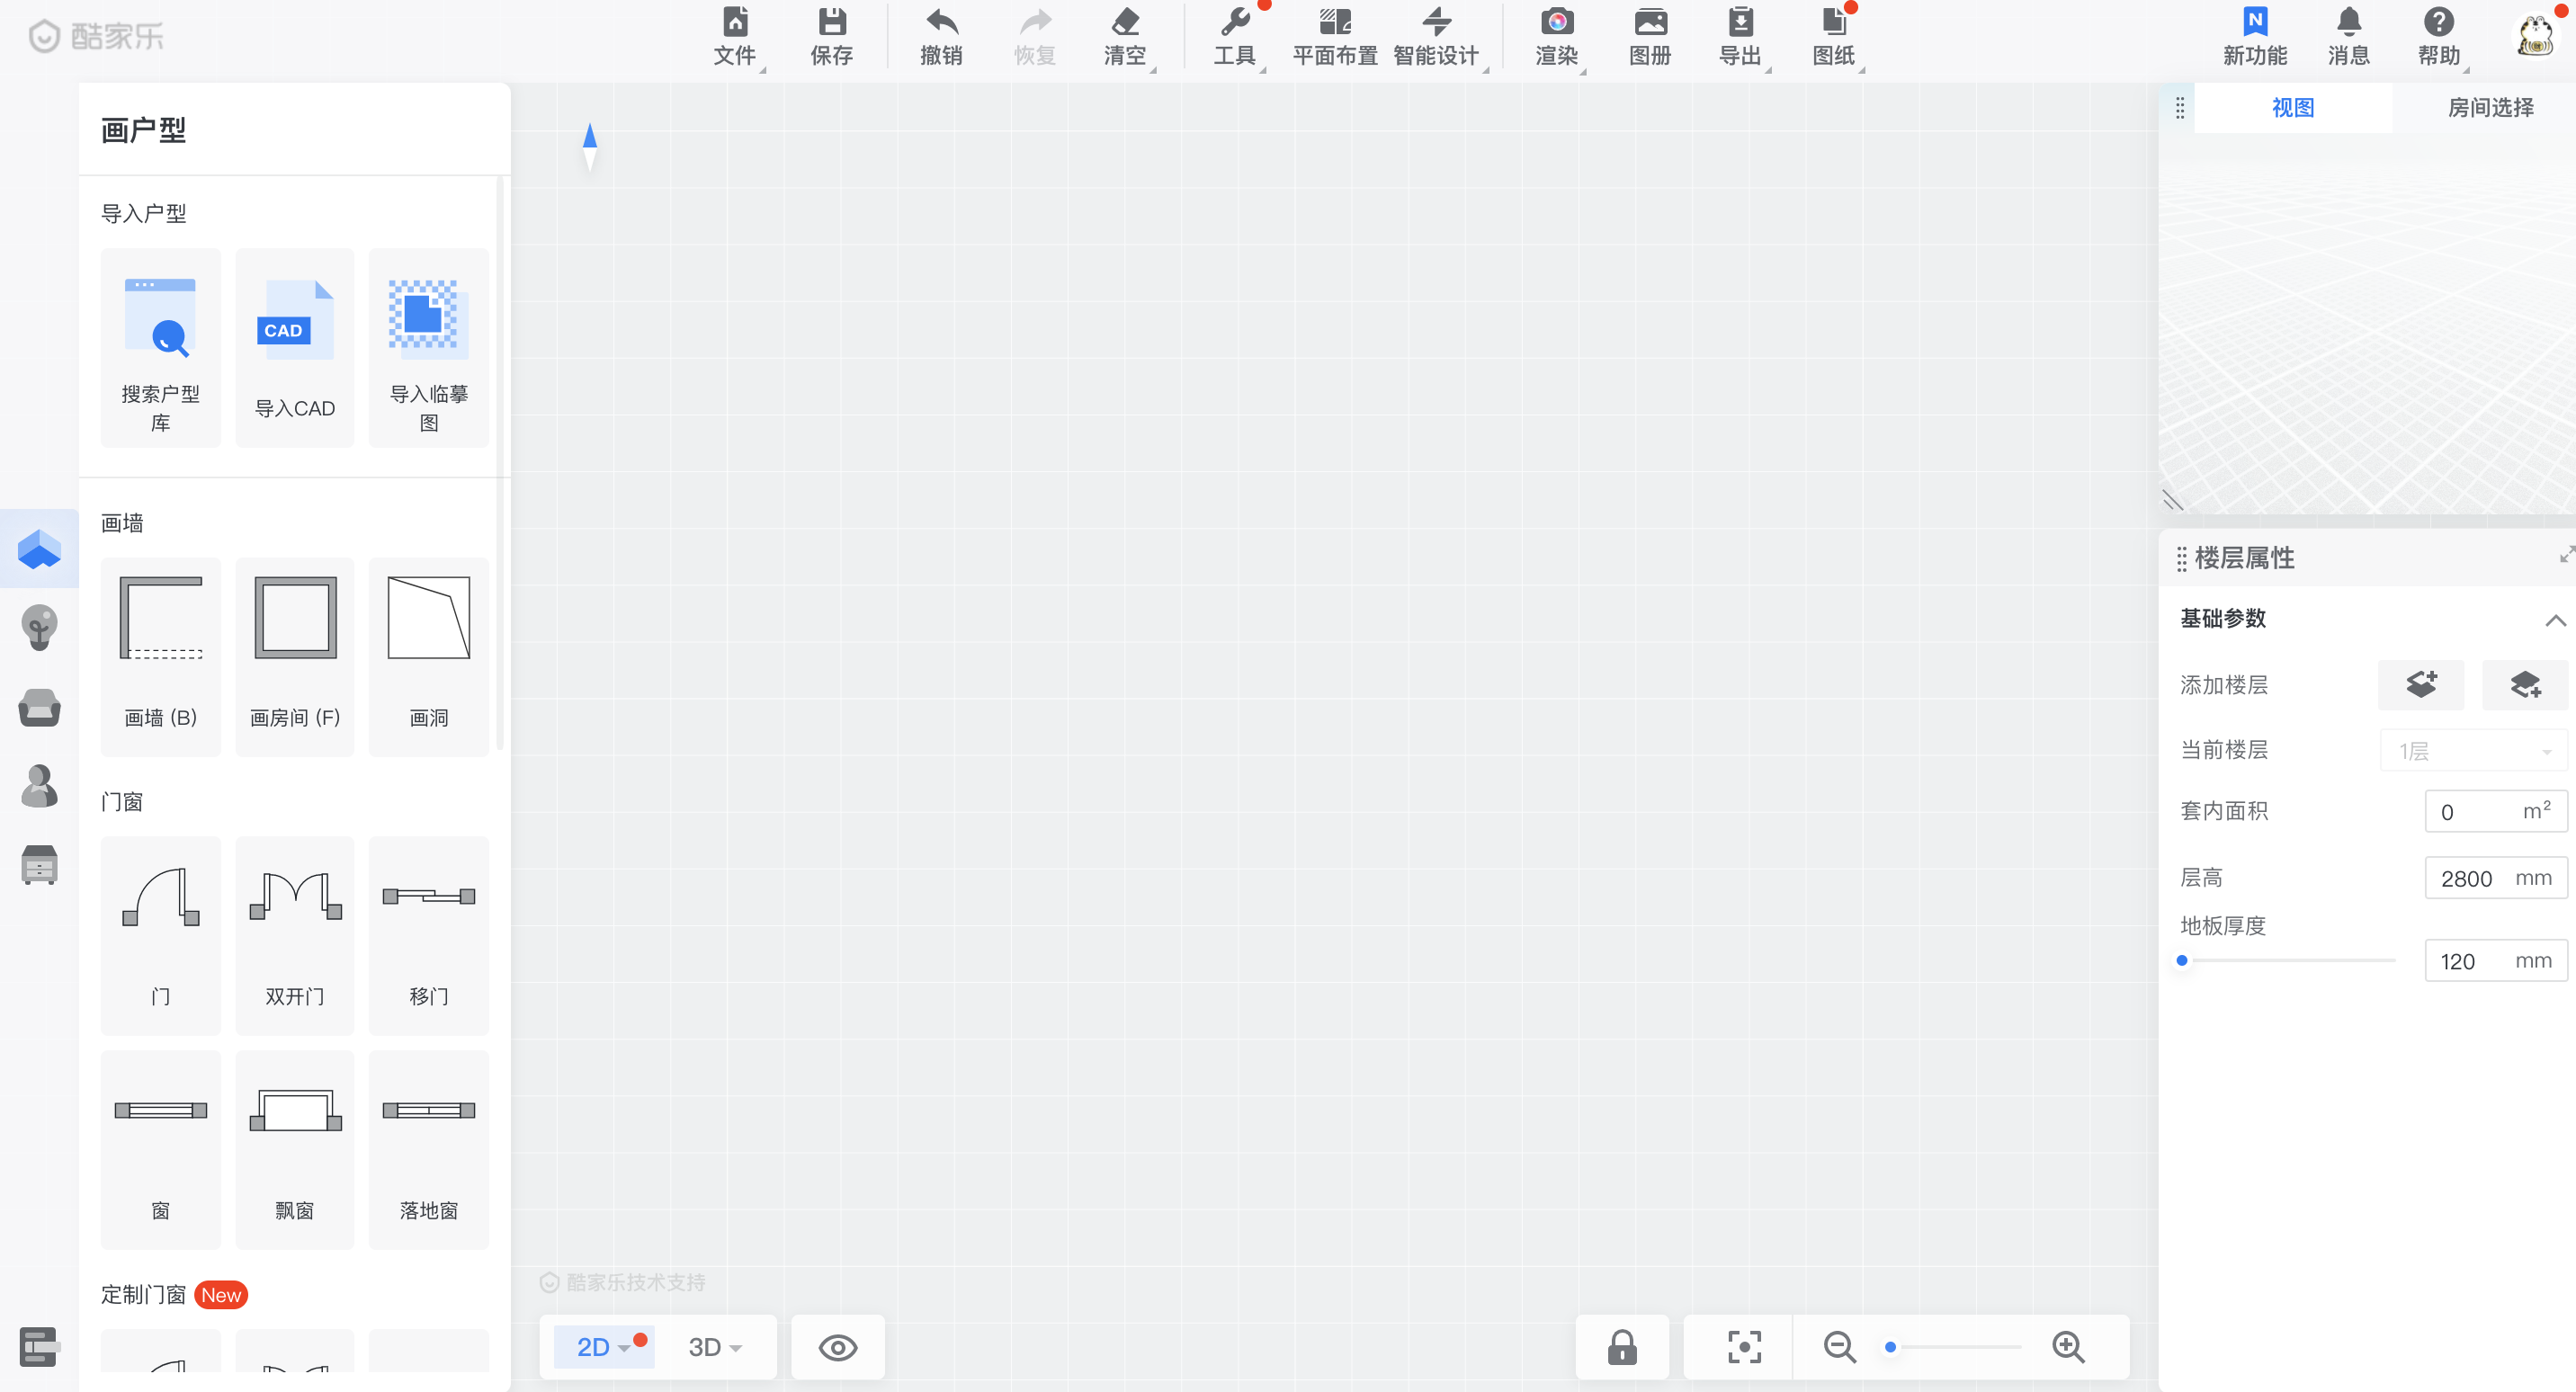 酷家乐
文件
保存
撤销
恢复
清空
工具
平面布置
智能设计
渲染
图册
导出
图纸
N
新功能
消息
帮助
画户型
导入户型
搜索户型
库
CAD
导入CAD
导入临摹
图
画墙
画墙 (B)
画房间 (F)
画洞
门窗
门
双开门
移门
窗
飘窗
落地窗
定制门窗 New
酷家乐技术支持
2D
3D
视图
房间选择
楼层属性
基础参数
添加楼层
当前楼层 1层
套内面积 0 m²
层高 2800 mm
地板厚度
120 mm